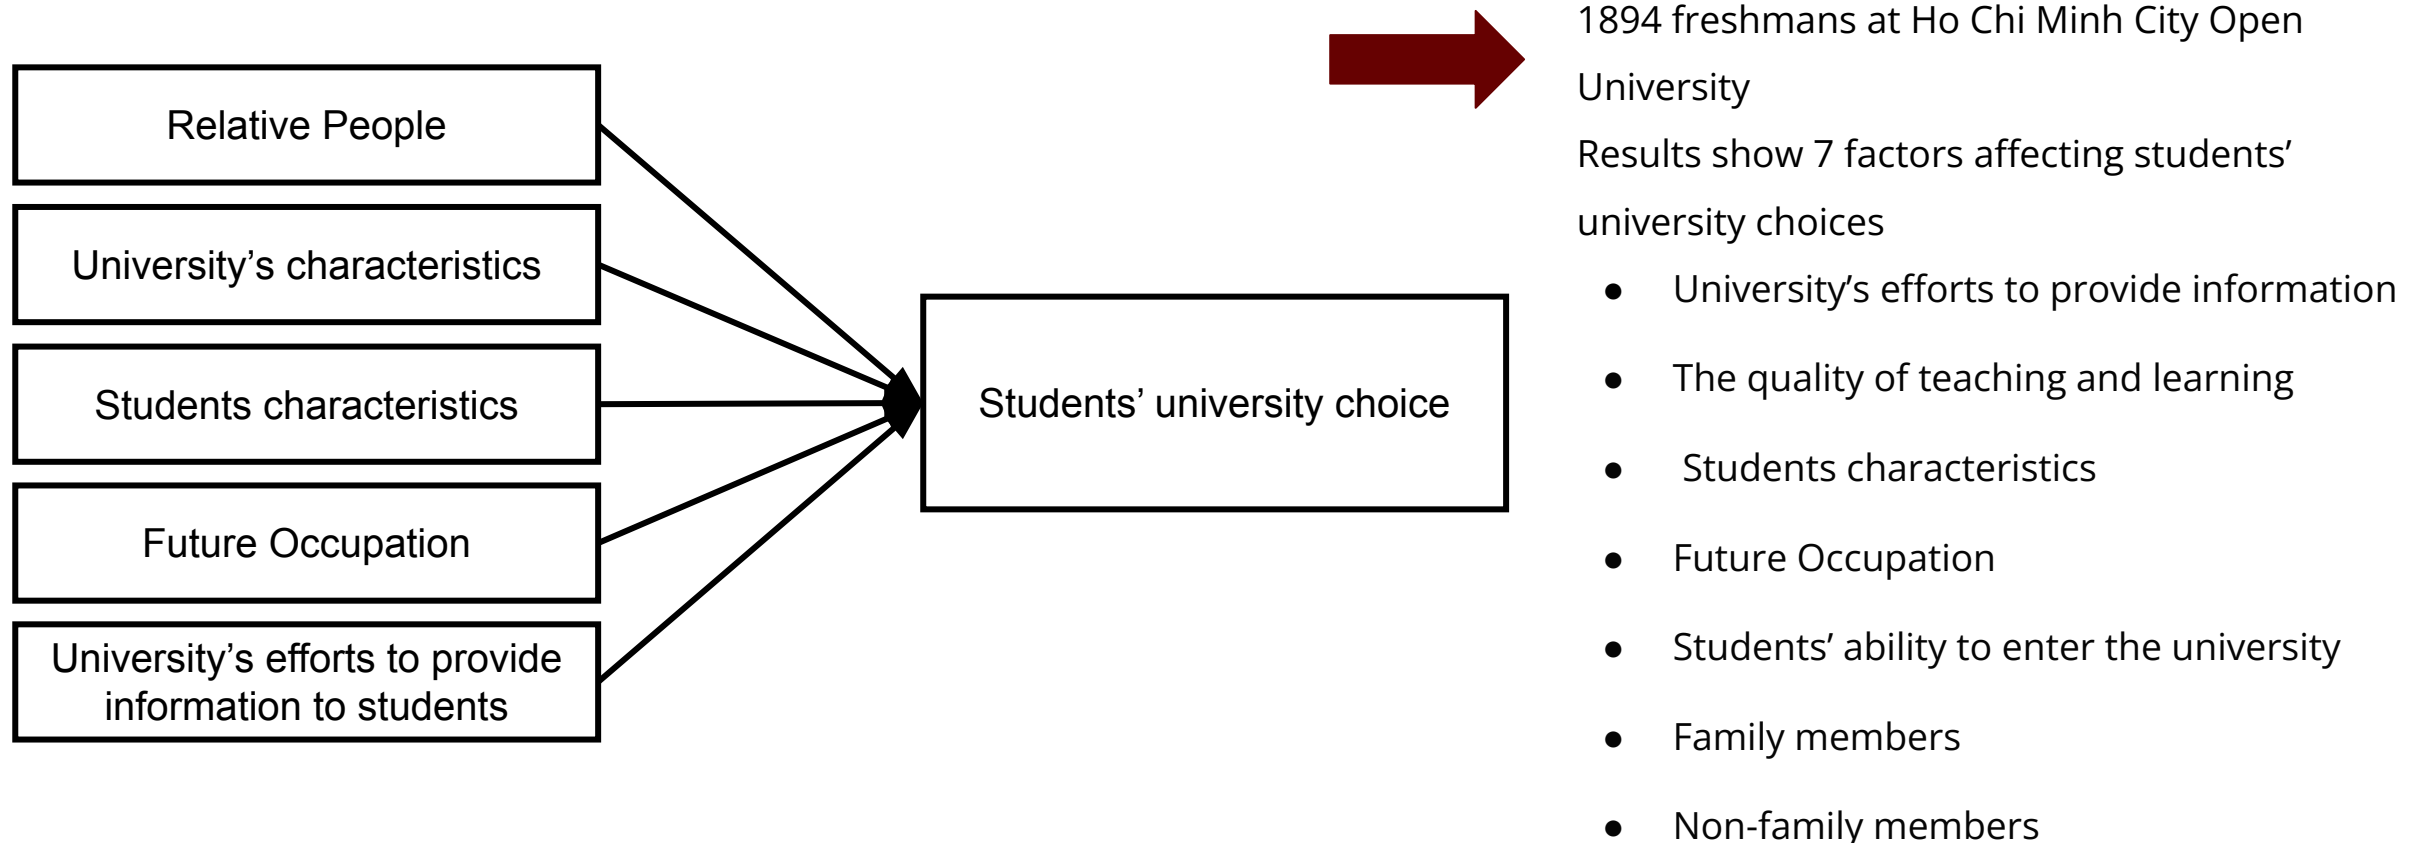 Relative People
University’s characteristics
Students characteristics
Future Occupation
University’s efforts to provide
information to students
Students’ university choice
1894 freshmans at Ho Chi Minh City Open
University
Results show 7 factors affecting students’
university choices
● University’s efforts to provide information
● The quality of teaching and learning
● Students characteristics
● Future Occupation
● Students’ ability to enter the university
● Family members
● Non-family members